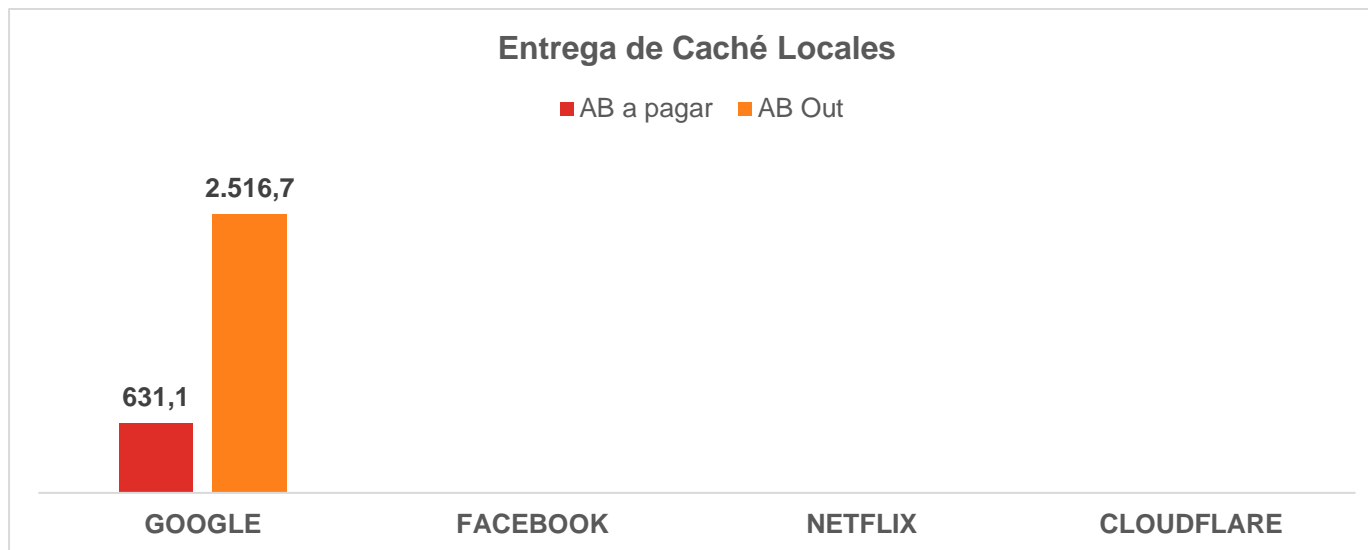 Entrega de Caché Locales
AB a pagar AB Out
2.516,7
631,1
GOOGLE FACEBOOK NETFLIX CLOUDFLARE